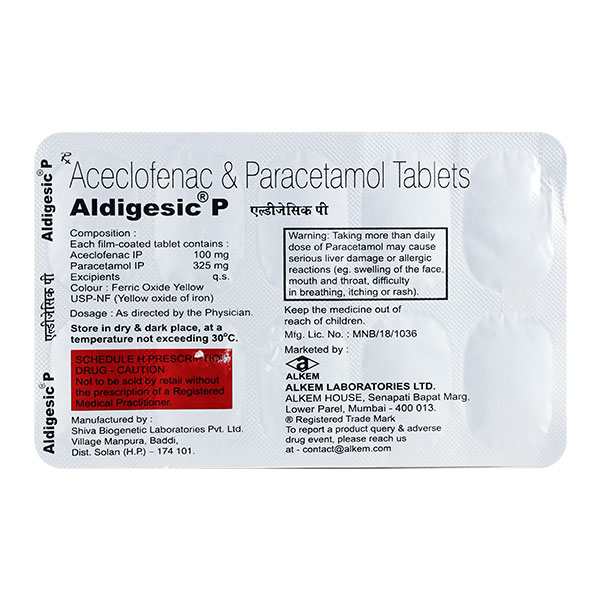 Rx
Aceclofenac & Paracetamol Tablets
Aldigesic® P एल्डीजेसिक पी
Composition :
Each film-coated tablet contains :
Aceclofenac IP 100 mg
Paracetamol IP 325 mg
Excipients q.s.
Colour : Ferric Oxide Yellow
USP-NF (Yellow oxide of iron)
Dosage : As directed by the Physician.
Store in dry & dark place, at a
temperature not exceeding 30°C.
SCHEDULE H PRESCRIPTION
DRUG - CAUTION
Not to be sold by retail without
the prescription of a Registered
Medical Practitioner.
Manufactured by :
Shiva Biogenetic Laboratories Pvt. Ltd.
Village Manpura, Baddi,
Dist. Solan (H.P.) – 174 101.
Warning: Taking more than daily
dose of Paracetamol may cause
serious liver damage or allergic
reactions (eg. swelling of the face,
mouth and throat, difficulty
in breathing, itching or rash).
Keep the medicine out of
reach of children.
Mfg. Lic. No. : MNB/18/1036
Marketed by :
a
ALKEM
ALKEM LABORATORIES LTD.
ALKEM HOUSE, Senapati Bapat Marg,
Lower Parel, Mumbai - 400 013.
® Registered Trade Mark
To report a product query & adverse
drug event, please reach us
at - contact@alkem.com
Aldigesic® P
एल्डीजेसिक पी
Aldigesic® P